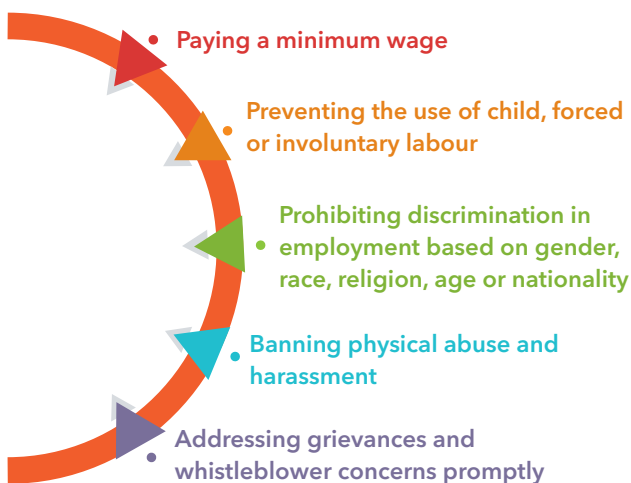 Paying a minimum wage
Preventing the use of child, forced
or involuntary labour
Prohibiting discrimination in
employment based on gender,
race, religion, age or nationality
Banning physical abuse and
harassment
Addressing grievances and
whistleblower concerns promptly